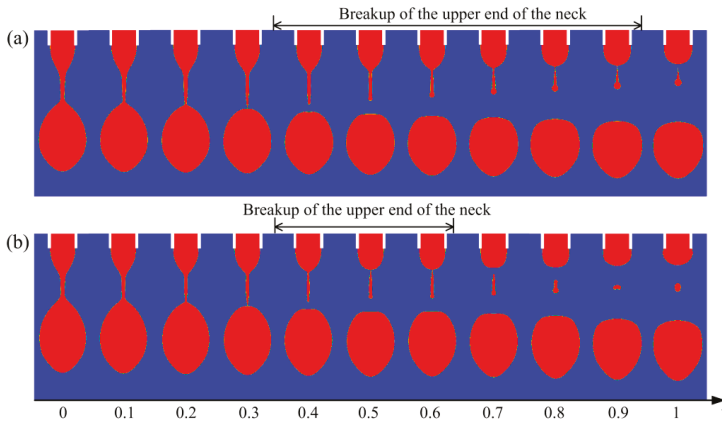 Breakup of the upper end of the neck
(a)
Breakup of the upper end of the neck
(b)
0 0.1 0.2 0.3 0.4 0.5 0.6 0.7 0.8 0.9 1